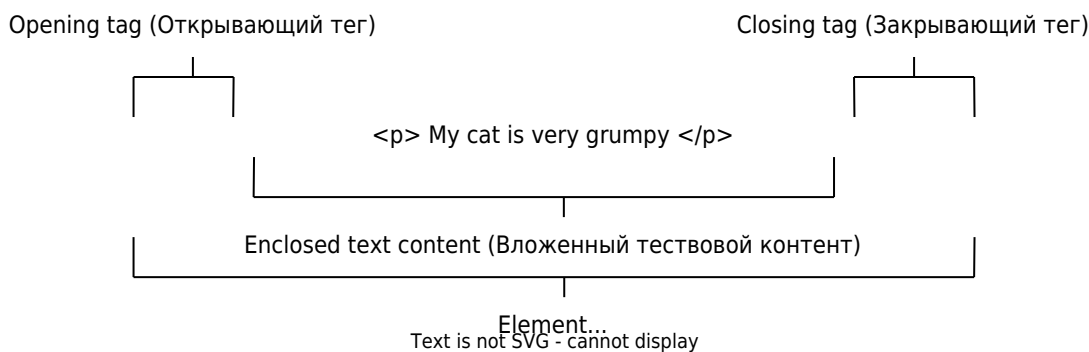 Opening tag (Открывающий тег) Closing tag (Закрывающий тег)
<p> My cat is very grumpy </p>
Enclosed text content (Вложенный тествовой контент)
Element...
Text is not SVG - cannot display